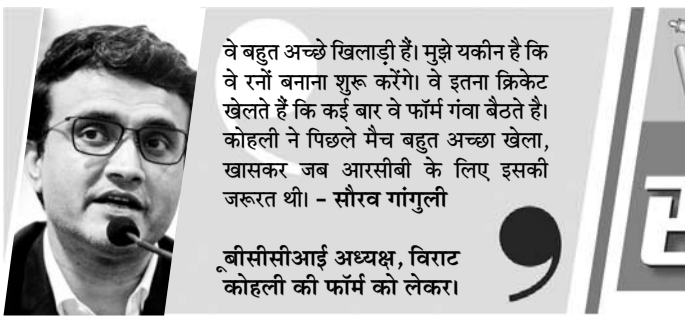 वे बहुत अच्छे खिलाड़ी हैं। मुझे यकीन है कि
वे रनों बनाना शुरू करेंगे। वे इतना क्रिकेट
खेलते हैं कि कई बार वे फॉर्म गंवा बैठते है।
कोहली ने पिछले मैच बहुत अच्छा खेला,
खासकर जब आरसीबी के लिए इसकी
जरूरत थी। - सौरव गांगुली
ूबीसीसीआई अध्यक्ष, विराट
कोहली की फॉर्म को लेकर।